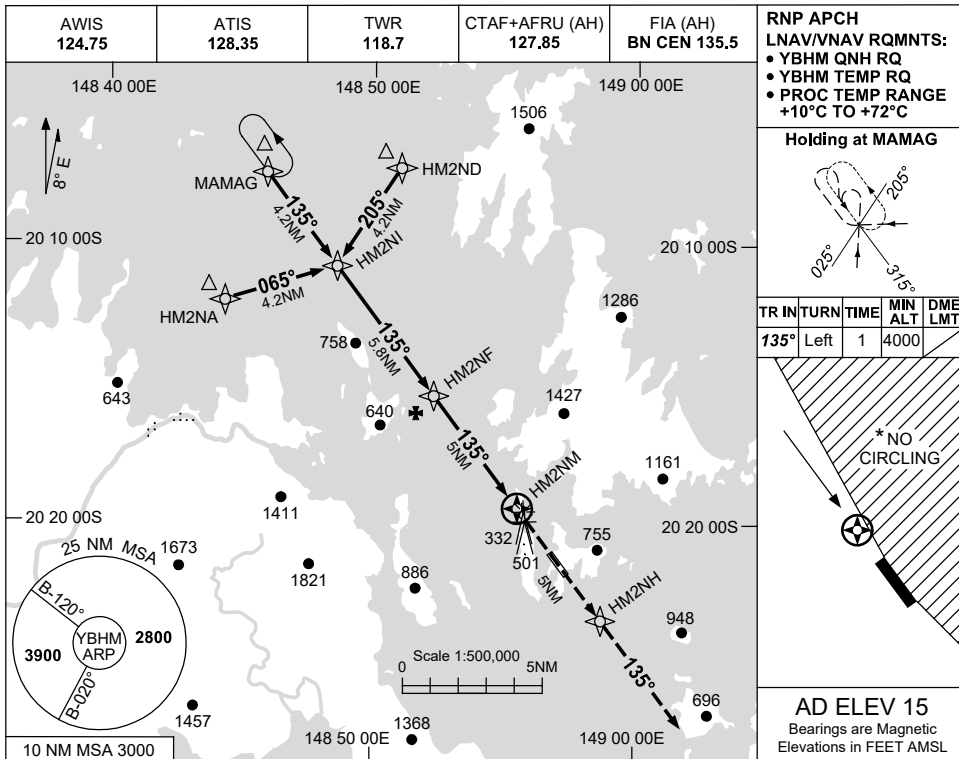 AWIS
124.75
ATIS
128.35
TWR
118.7
CTAF+AFRU (AH)
127.85
FIA (AH)
BN CEN 135.5
RNP APCH
LNAV/VNAV RQMNTS:
• YBHM QNH RQ
• YBHM TEMP RQ
• PROC TEMP RANGE
+10°C TO +72°C
148 40 00E
148 50 00E
149 00 00E
8° E
1506
MAMAG
HM2ND
135°
4.2NM
205°
4.2NM
20 10 00S
20 10 00S
HM2NI
065°
4.2NM
HM2NA
1286
135°
5.8NM
758
HM2NF
643
640
1427
135°
5NM
HM2NM
1161
1411
332
501
755
20 20 00S
20 20 00S
25 NM MSA
1673
1821
886
5NM
HM2NH
B-120°
YBHM
ARP
2800
3900
B-020°
948
135°
Scale 1:500,000
0
5NM
1457
696
1368
148 50 00E
149 00 00E
10 NM MSA 3000
Holding at MAMAG
205°
025°
315°
TR IN
TURN
TIME
MIN
ALT
DME
LMT
135°
Left
1
4000
* NO
CIRCLING
AD ELEV 15
Bearings are Magnetic
Elevations in FEET AMSL